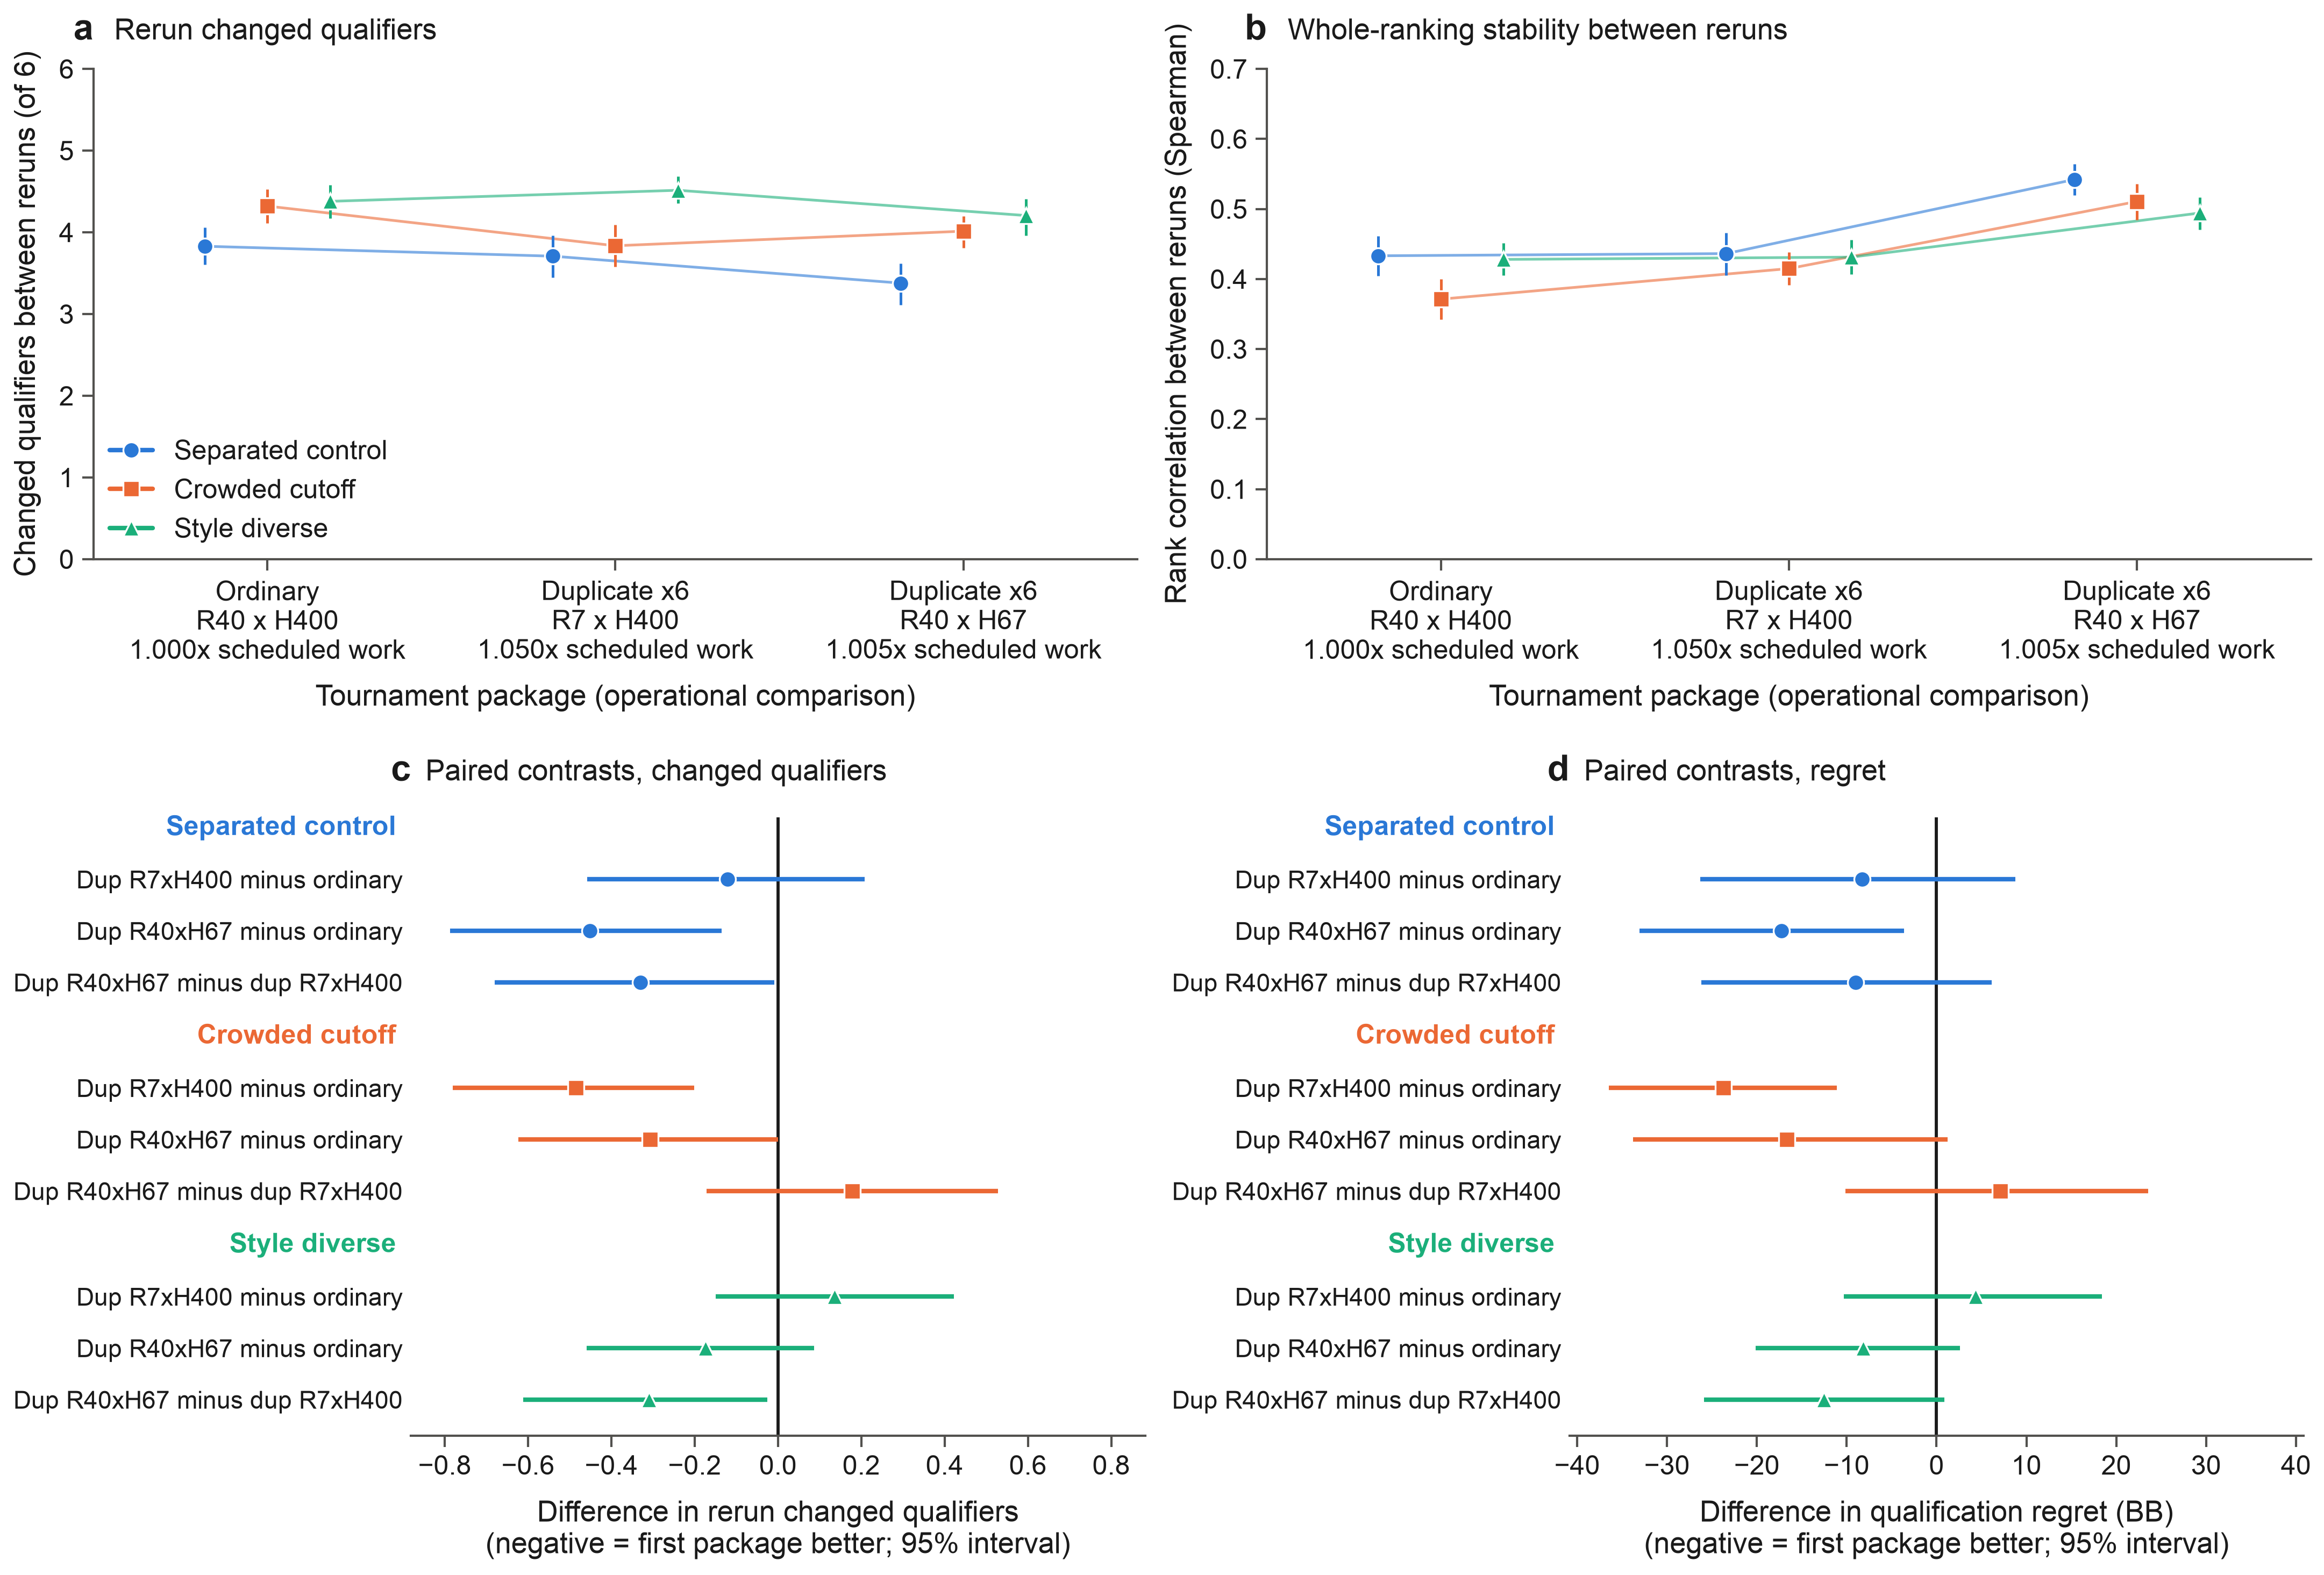 a Rerun changed qualifiers
Changed qualifiers between reruns (of 6)
6
5
4
3
2
1
0
Separated control
Crowded cutoff
Style diverse
Ordinary
R40 x H400
1.000x scheduled work
Duplicate x6
R7 x H400
1.050x scheduled work
Duplicate x6
R40 x H67
1.005x scheduled work
Tournament package (operational comparison)
b Whole-ranking stability between reruns
Rank correlation between reruns (Spearman)
0.7
0.6
0.5
0.4
0.3
0.2
0.1
0.0
Ordinary
R40 x H400
1.000x scheduled work
Duplicate x6
R7 x H400
1.050x scheduled work
Duplicate x6
R40 x H67
1.005x scheduled work
Tournament package (operational comparison)
c Paired contrasts, changed qualifiers
Separated control
Dup R7xH400 minus ordinary
Dup R40xH67 minus ordinary
Dup R40xH67 minus dup R7xH400
Crowded cutoff
Dup R7xH400 minus ordinary
Dup R40xH67 minus ordinary
Dup R40xH67 minus dup R7xH400
Style diverse
Dup R7xH400 minus ordinary
Dup R40xH67 minus ordinary
Dup R40xH67 minus dup R7xH400
−0.8 −0.6 −0.4 −0.2 0.0 0.2 0.4 0.6 0.8
Difference in rerun changed qualifiers
(negative = first package better; 95% interval)
d Paired contrasts, regret
Separated control
Dup R7xH400 minus ordinary
Dup R40xH67 minus ordinary
Dup R40xH67 minus dup R7xH400
Crowded cutoff
Dup R7xH400 minus ordinary
Dup R40xH67 minus ordinary
Dup R40xH67 minus dup R7xH400
Style diverse
Dup R7xH400 minus ordinary
Dup R40xH67 minus ordinary
Dup R40xH67 minus dup R7xH400
−40 −30 −20 −10 0 10 20 30 40
Difference in qualification regret (BB)
(negative = first package better; 95% interval)